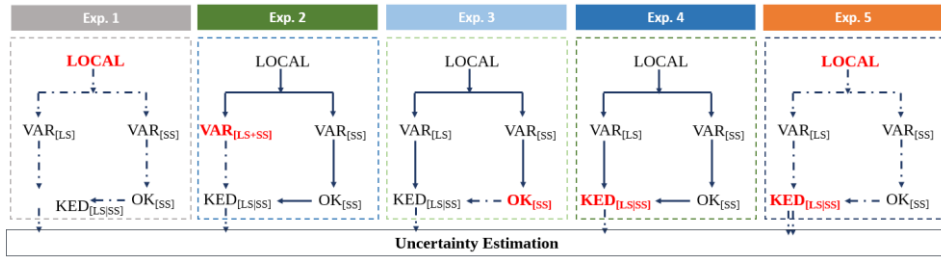 Exp. 1 Exp. 2 Exp. 3 Exp. 4 Exp. 5
LOCAL LOCAL LOCAL LOCAL LOCAL
VAR[LS] VAR[SS] VAR[LS+SS] VAR[SS] VAR[LS] VAR[SS] VAR[LS] VAR[SS] VAR[LS] VAR[SS]
KED[LS|SS] OK[SS] KED[LS|SS] OK[SS] KED[LS|SS] OK[SS] KED[LS|SS] OK[SS] KED[LS|SS] OK[SS]
Uncertainty Estimation